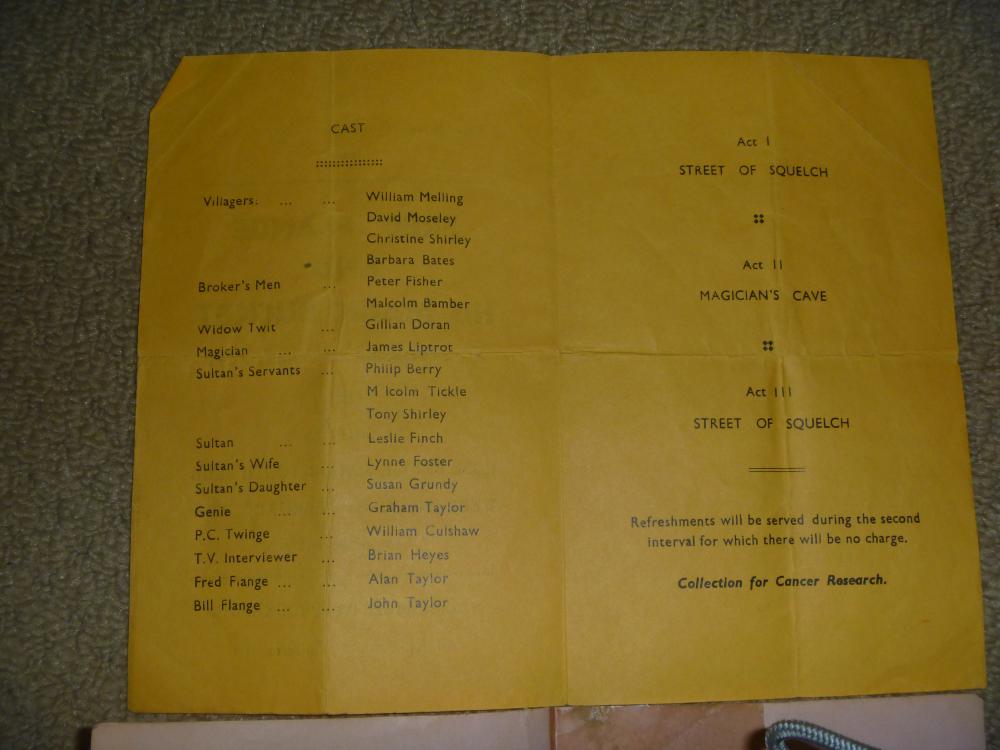 CAST
Villagers: ... ... William Melling
David Moseley
Christine Shirley
Barbara Bates
Broker's Men ... Peter Fisher
Malcolm Bamber
Widow Twit ... Gillian Doran
Magician ... ... James Liptrot
Sultan's Servants ... Philip Berry
M lcolm Tickle
Tony Shirley
Sultan ... ... Leslie Finch
Sultan's Wife ... Lynne Foster
Sultan's Daughter ... Susan Grundy
Genie ... ... Graham Taylor
P.C. Twinge ... William Culshaw
T.V. Interviewer ... Brian Heyes
Fred Flange ... ... Alan Taylor
Bill Flange ... ... John Taylor
Act I
STREET OF SQUELCH
Act II
MAGICIAN'S CAVE
Act III
STREET OF SQUELCH
Refreshments will be served during the second
interval for which there will be no charge.
Collection for Cancer Research.